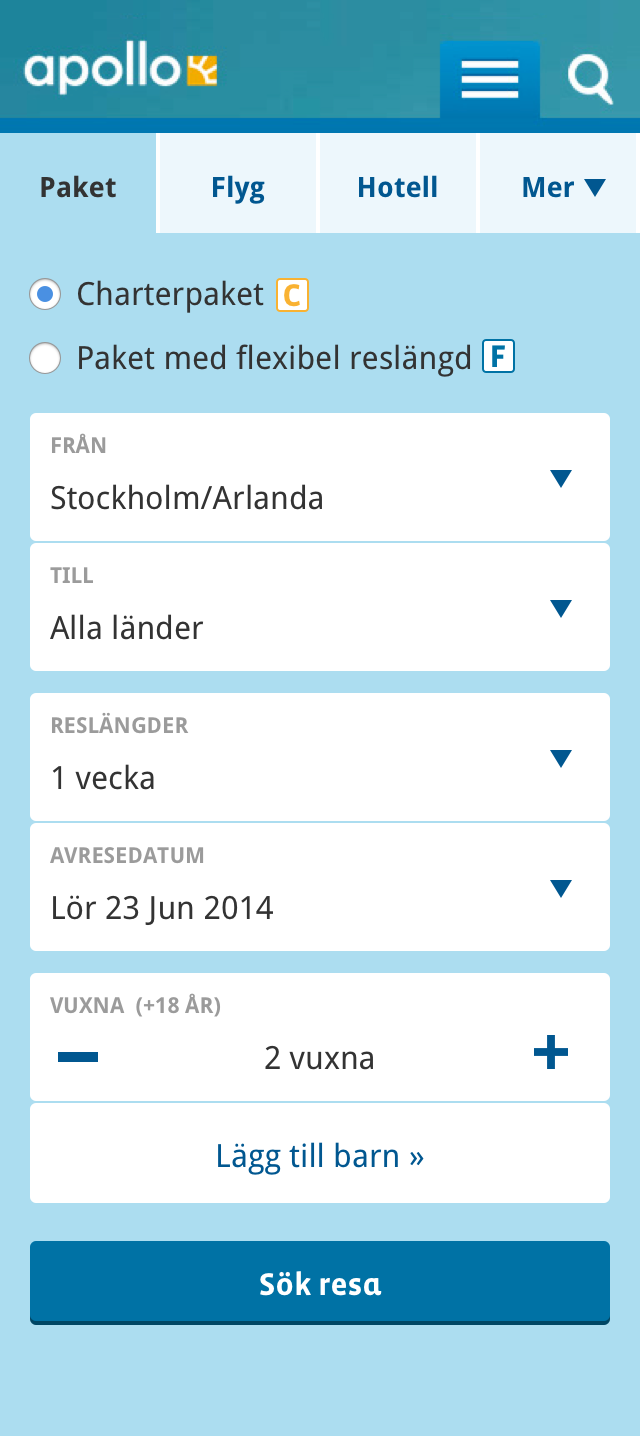 apollo
Paket Flyg Hotell Mer
Charterpaket C
Paket med flexibel reslängd F
FRÅN
Stockholm/Arlanda
TILL
Alla länder
RESLÄNGDER
1 vecka
AVRESEDATUM
Lör 23 Jun 2014
VUXNA (+18 ÅR)
2 vuxna
Lägg till barn »
Sök resa